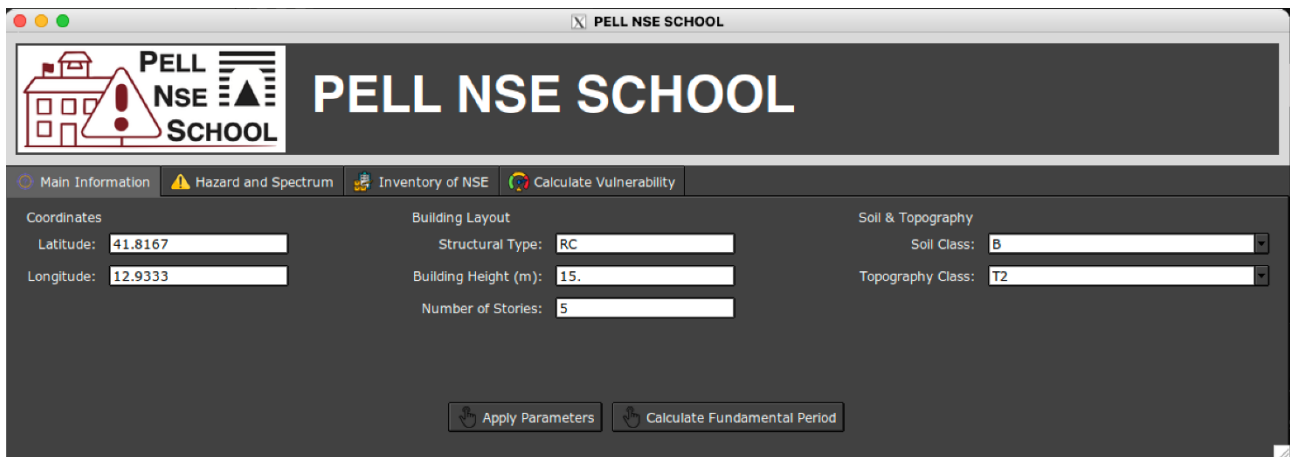 PELL NSE SCHOOL
PELL
NSE
SCHOOL
PELL NSE SCHOOL
Main Information
Hazard and Spectrum
Inventory of NSE
Calculate Vulnerability
Coordinates
Latitude: 41.8167
Longitude: 12.9333
Building Layout
Structural Type: RC
Building Height (m): 15.
Number of Stories: 5
Soil & Topography
Soil Class: B
Topography Class: T2
Apply Parameters
Calculate Fundamental Period